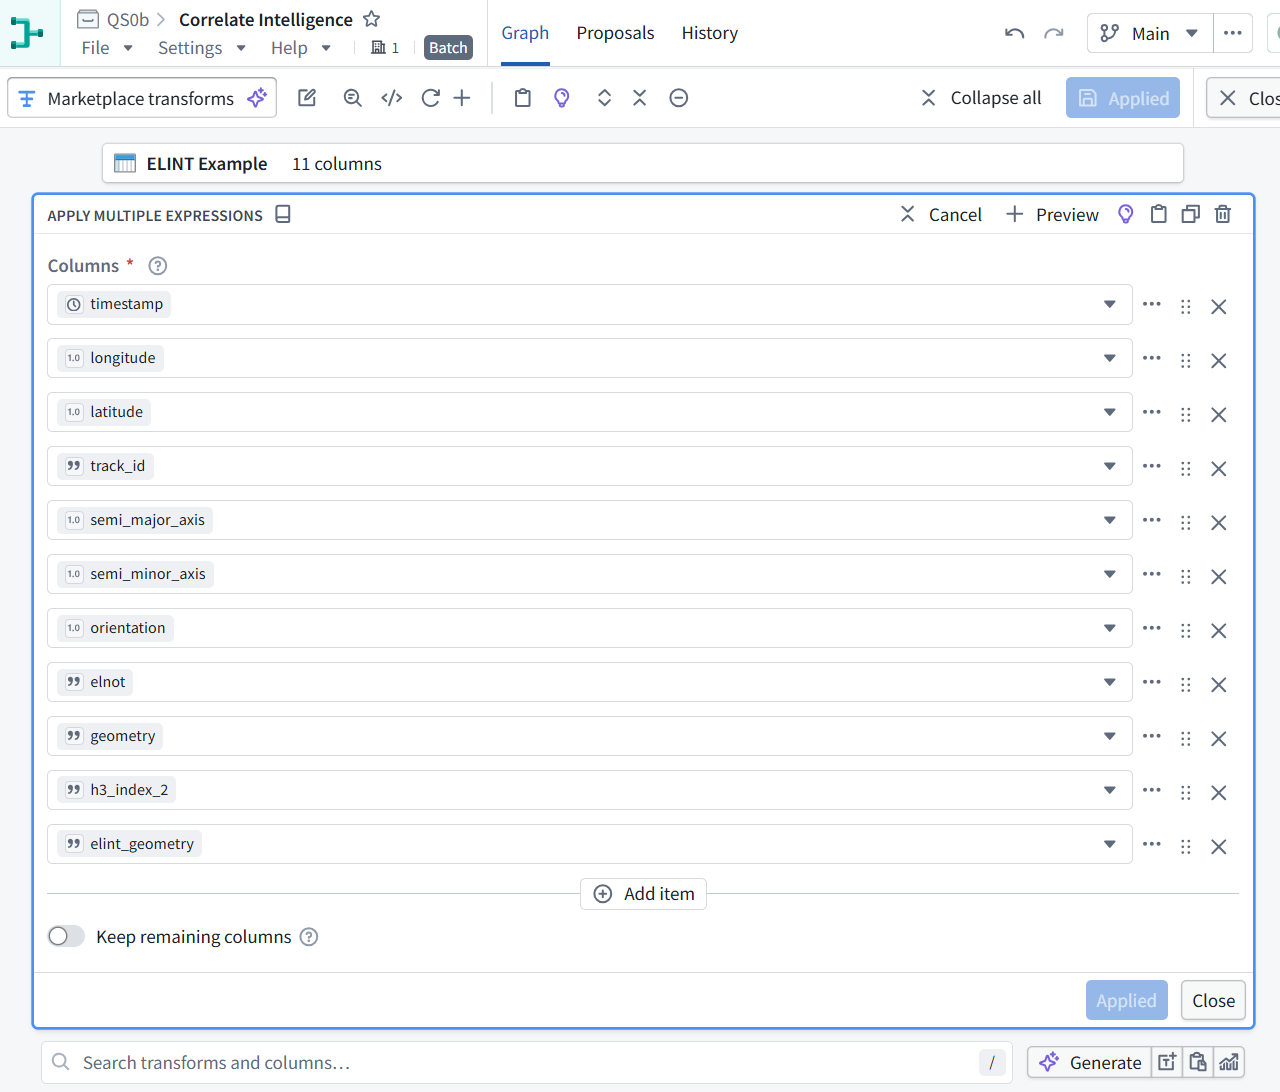 QS0b > Correlate Intelligence
File Settings Help 1 Batch
Graph Proposals History
Main
Marketplace transforms
Collapse all
Applied
Clos
ELINT Example 11 columns
APPLY MULTIPLE EXPRESSIONS
Cancel
Preview
Columns *
timestamp
1.0 longitude
1.0 latitude
track_id
1.0 semi_major_axis
1.0 semi_minor_axis
1.0 orientation
elnot
geometry
h3_index_2
elint_geometry
Add item
Keep remaining columns
Applied Close
Search transforms and columns… /
Generate